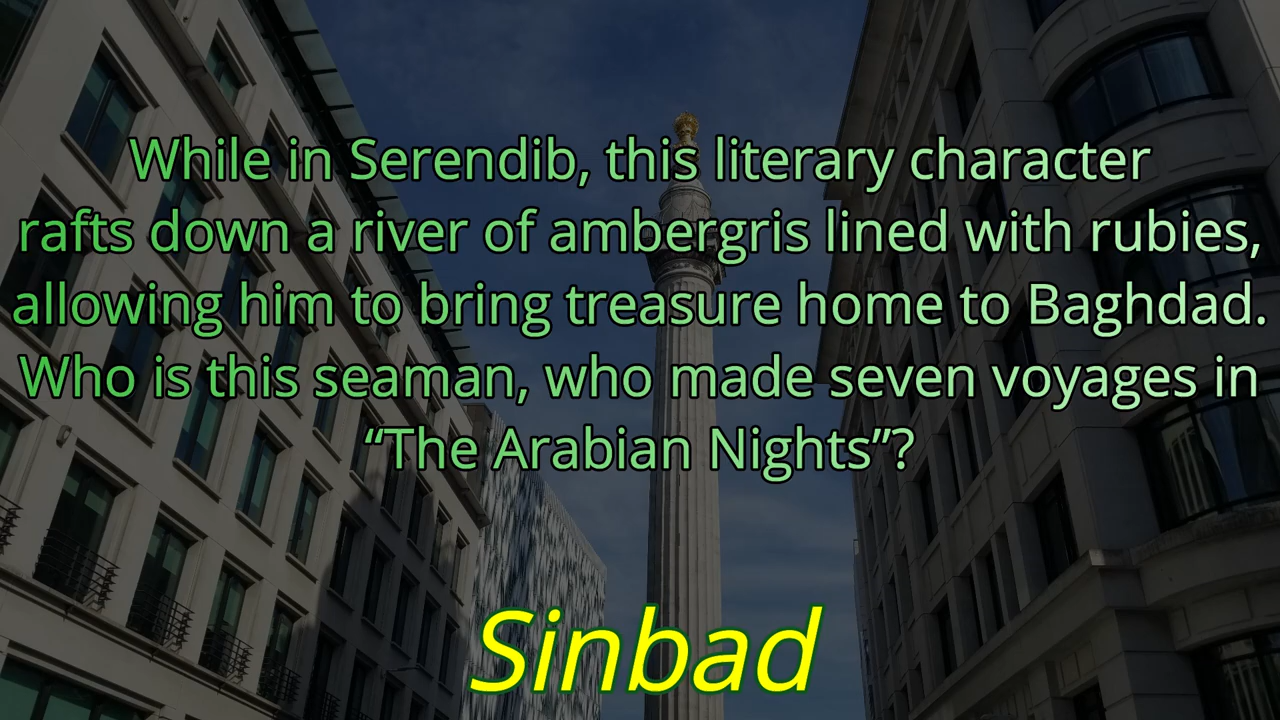 While in Serendib, this literary character
rafts down a river of ambergris lined with rubies,
allowing him to bring treasure home to Baghdad.
Who is this seaman, who made seven voyages in
“The Arabian Nights”?
Sinbad